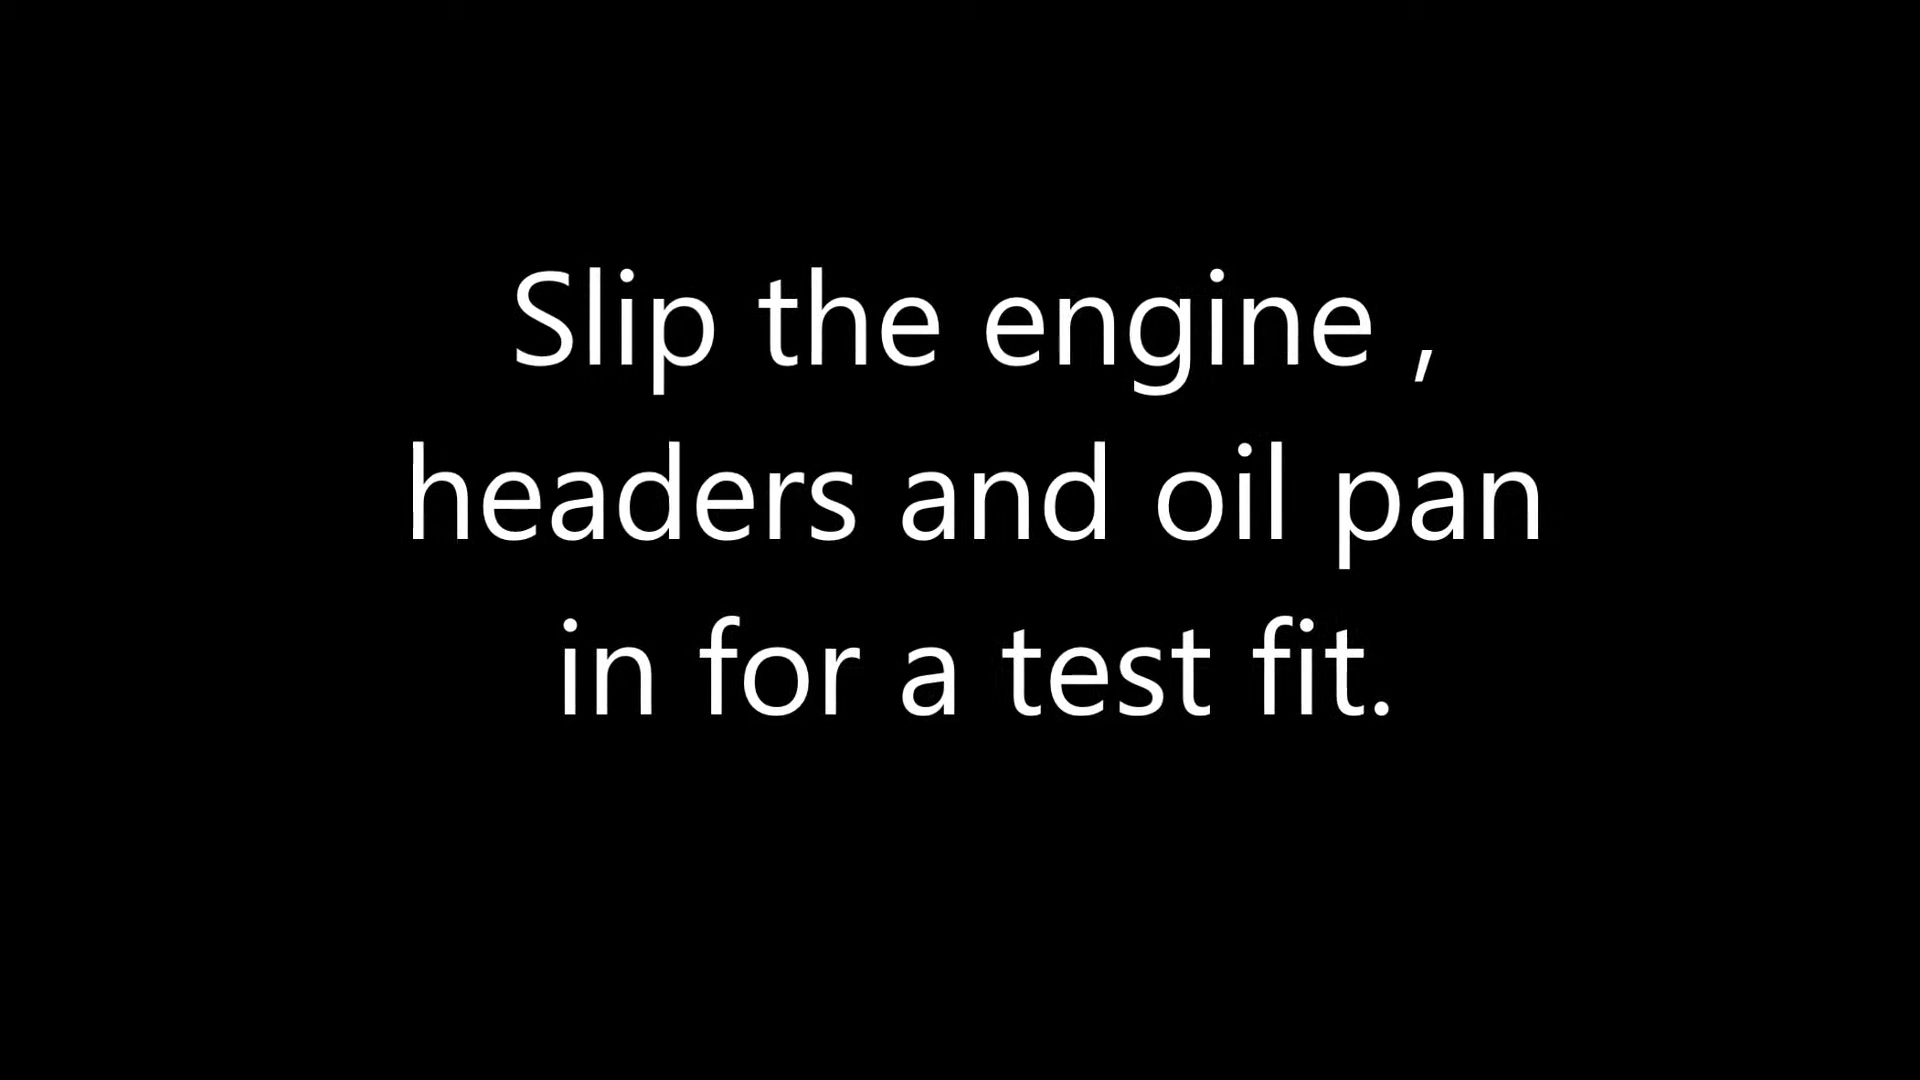 Slip the engine ,
headers and oil pan
in for a test fit.